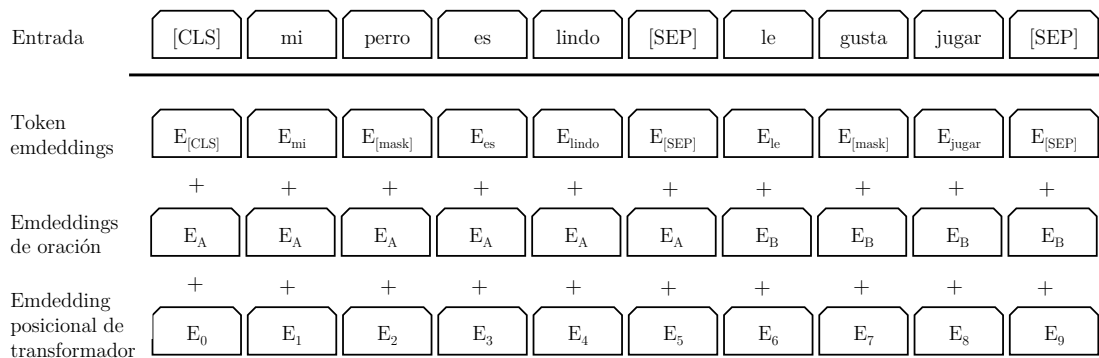 Entrada [CLS] mi perro es lindo [SEP] le gusta jugar [SEP]
Token
emdeddings
E[CLS] Emi E[mask] Ees Elindo E[SEP] Ele E[mask] Ejugar E[SEP]
+ + + + + + + + + +
Emdeddings
de oración
EA EA EA EA EA EA EB EB EB EB
+ + + + + + + + + +
Emdedding
posicional de
transformador
E0 E1 E2 E3 E4 E5 E6 E7 E8 E9